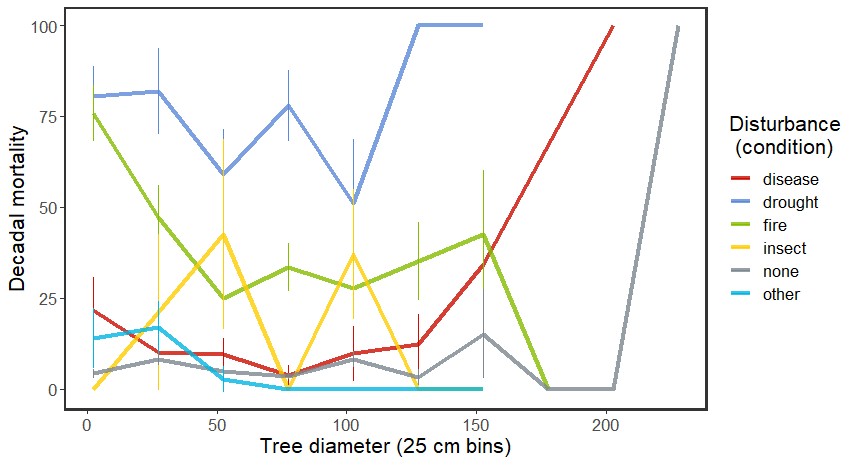 100
75
50
25
0
Decadal mortality
0
50
100
150
200
Tree diameter (25 cm bins)
Disturbance
(condition)
disease
drought
fire
insect
none
other